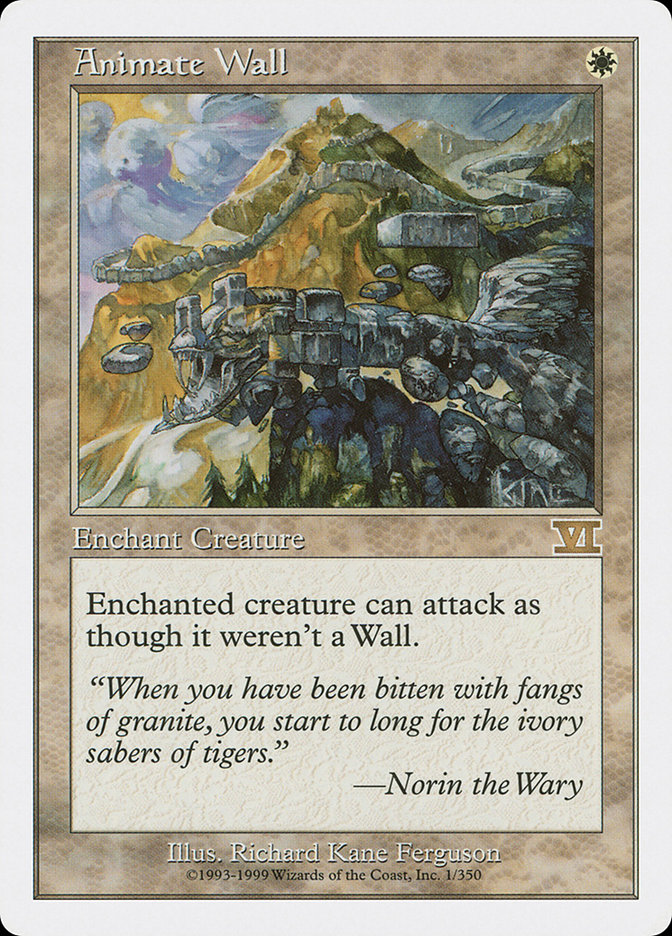 Animate Wall
KANE
Enchant Creature
VI
Enchanted creature can attack as
though it weren't a Wall.
“When you have been bitten with fangs
of granite, you start to long for the ivory
sabers of tigers.”
—Norin the Wary
Illus. Richard Kane Ferguson
©1993-1999 Wizards of the Coast, Inc. 1/350